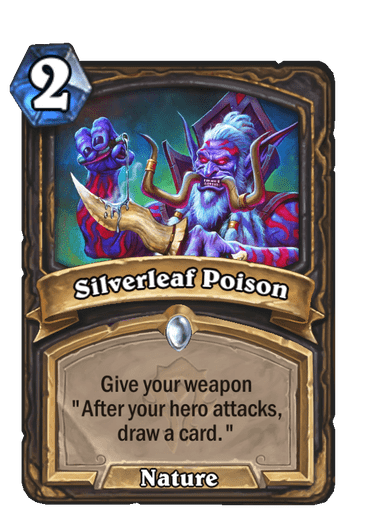 2
Silverleaf Poison
Give your weapon
"After your hero attacks,
draw a card."
Nature